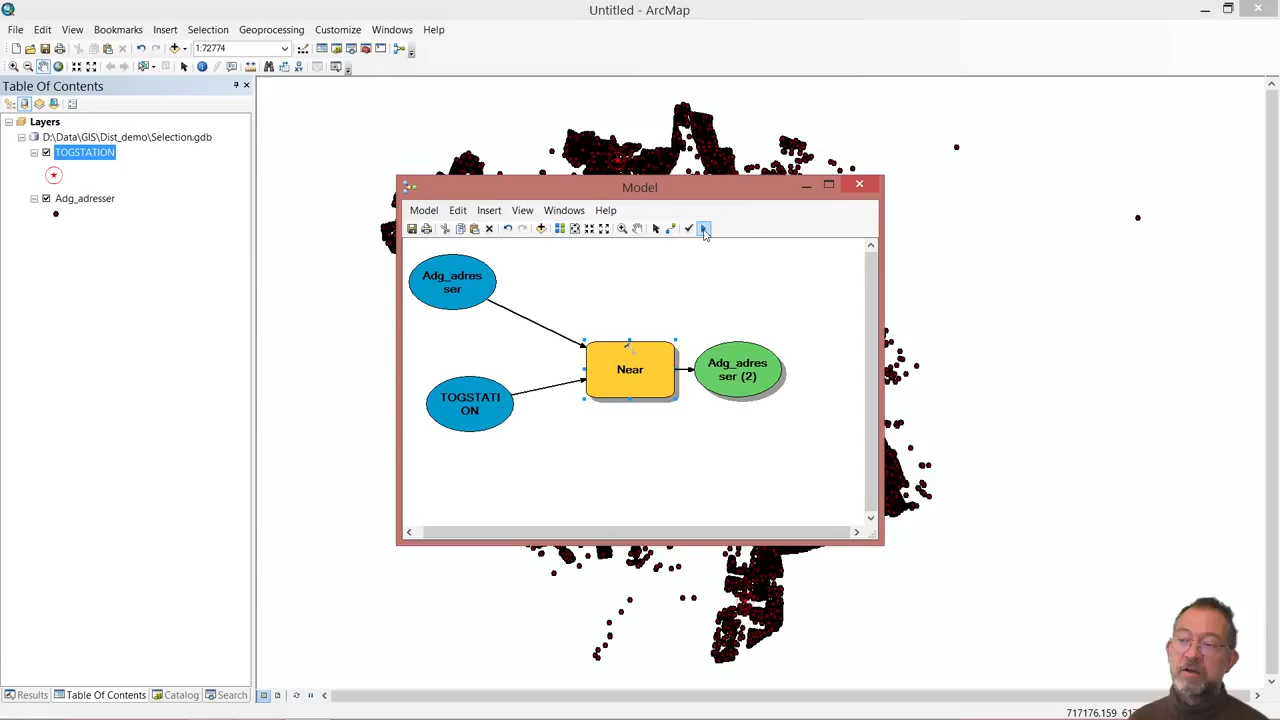 Untitled - ArcMap
File Edit View Bookmarks Insert Selection Geoprocessing Customize Windows Help
1:72774
Table Of Contents
Layers
D:\Data\GIS\Dist_demo\Selection.gdb
TOGSTATION
Adg_adresser
Model
Model Edit Insert View Windows Help
Adg_adres
ser
TOGSTATI
ON
Near
Adg_adres
ser (2)
Results Table Of Contents Catalog Search
717176.159